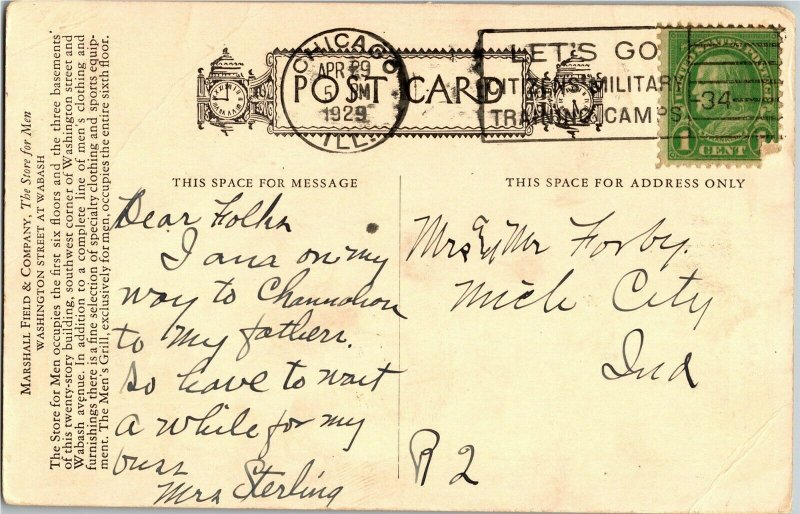 MARSHALL FIELD & COMPANY, The Store for Men
WASHINGTON STREET AT WABASH
The Store for Men occupies the first six floors and the three basements
of this twenty-story building, southwest corner of Washington street and
Wabash avenue. In addition to a complete line of men's clothing and
furnishings there is a fine selection of specialty clothing and sports equip-
ment. The Men's Grill, exclusively for men, occupies the entire sixth floor.
POST CARD
CHICAGO
APR 29
5 PM
1929
ILL.
LET'S GO
CITIZENS' MILITARY
TRAINING CAMPS
-34-
1 CENT
THIS SPACE FOR MESSAGE
Dear Folks
I am on my
way to Channahon
to my fathers.
So have to wait
a while for my
buss
Mrs Sterling
THIS SPACE FOR ADDRESS ONLY
Mrs & Mr Forby.
Mich City
Ind
R 2